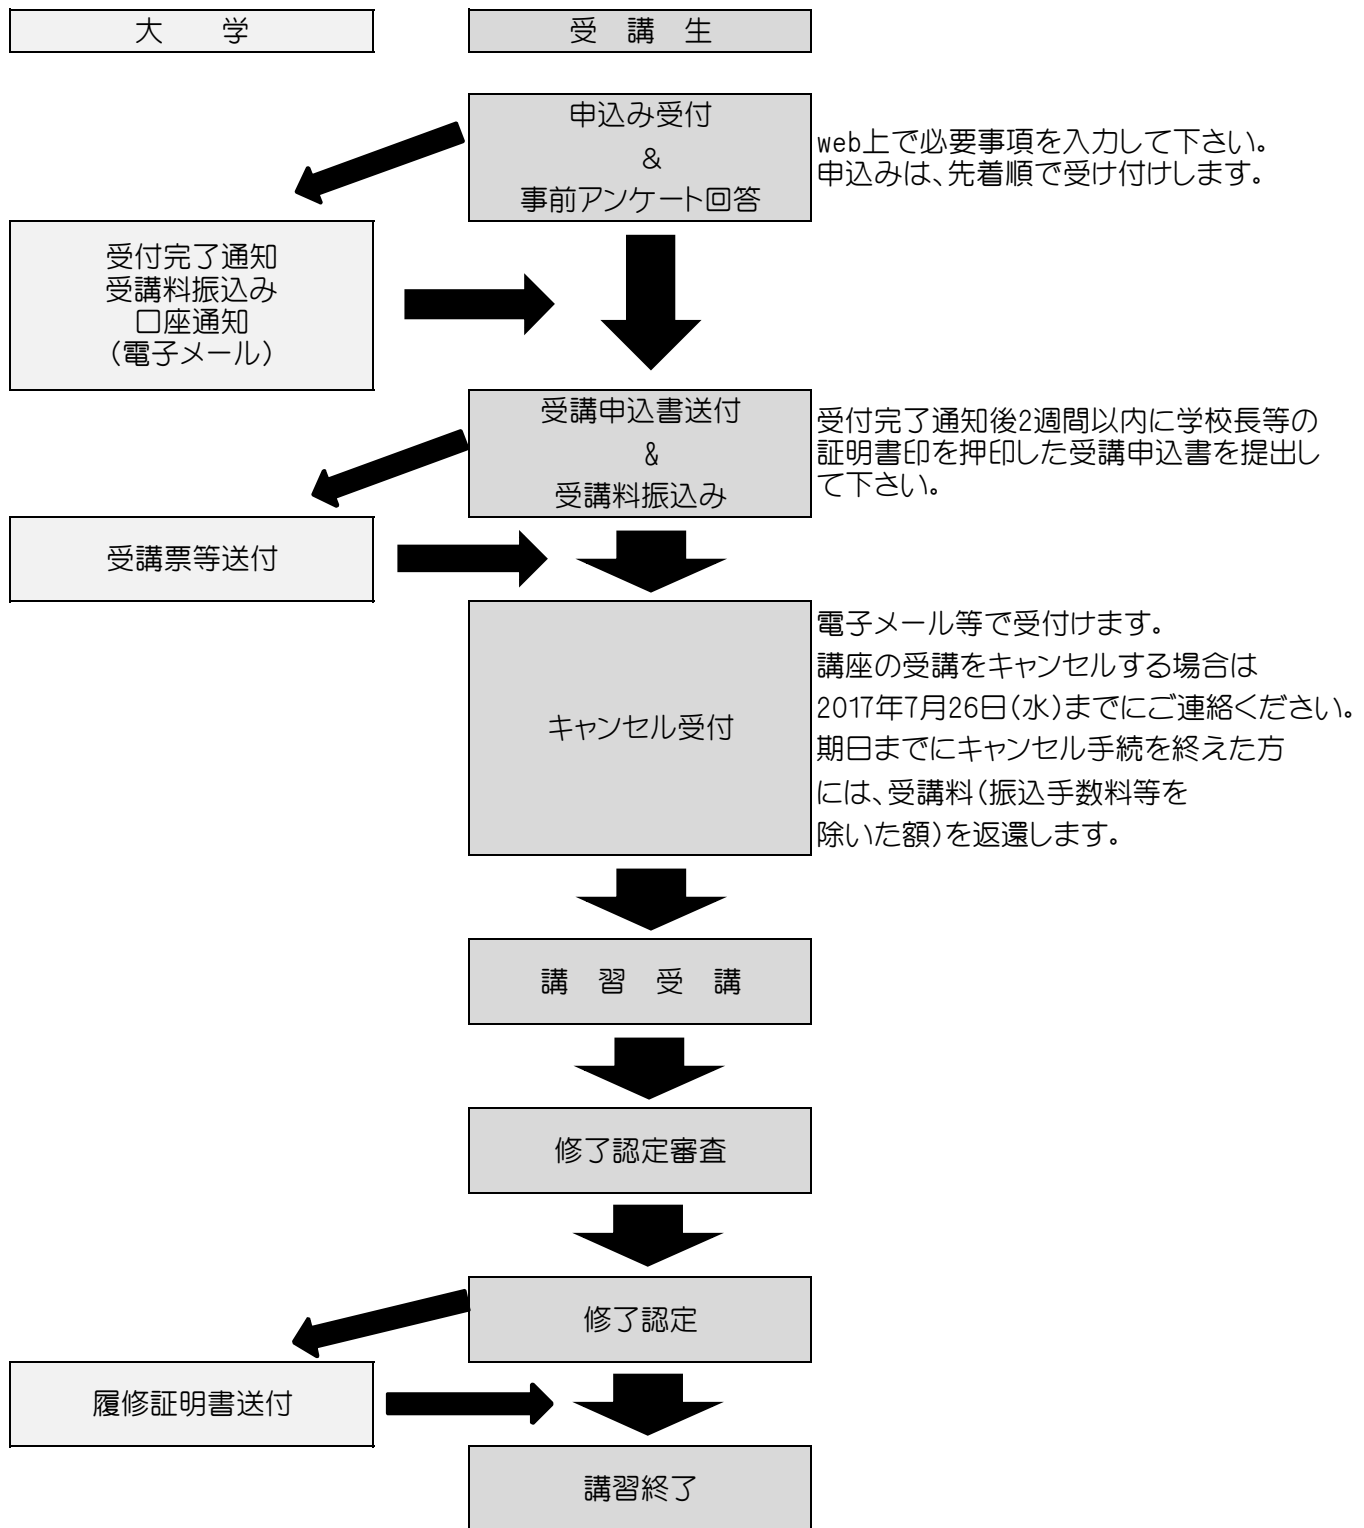 大　学
受　講　生
申込み受付
&
事前アンケート回答
web上で必要事項を入力して下さい。
申込みは、先着順で受け付けします。
受付完了通知
受講料振込み
口座通知
（電子メール）
受講申込書送付
&
受講料振込み
受付完了通知後2週間以内に学校長等の
証明書印を押印した受講申込書を提出し
て下さい。
受講票等送付
キャンセル受付
電子メール等で受付けます。
講座の受講をキャンセルする場合は
2017年7月26日（水）までにご連絡ください。
期日までにキャンセル手続を終えた方
には、受講料（振込手数料等を
除いた額）を返還します。
講　習　受　講
修了認定審査
修了認定
履修証明書送付
講習終了